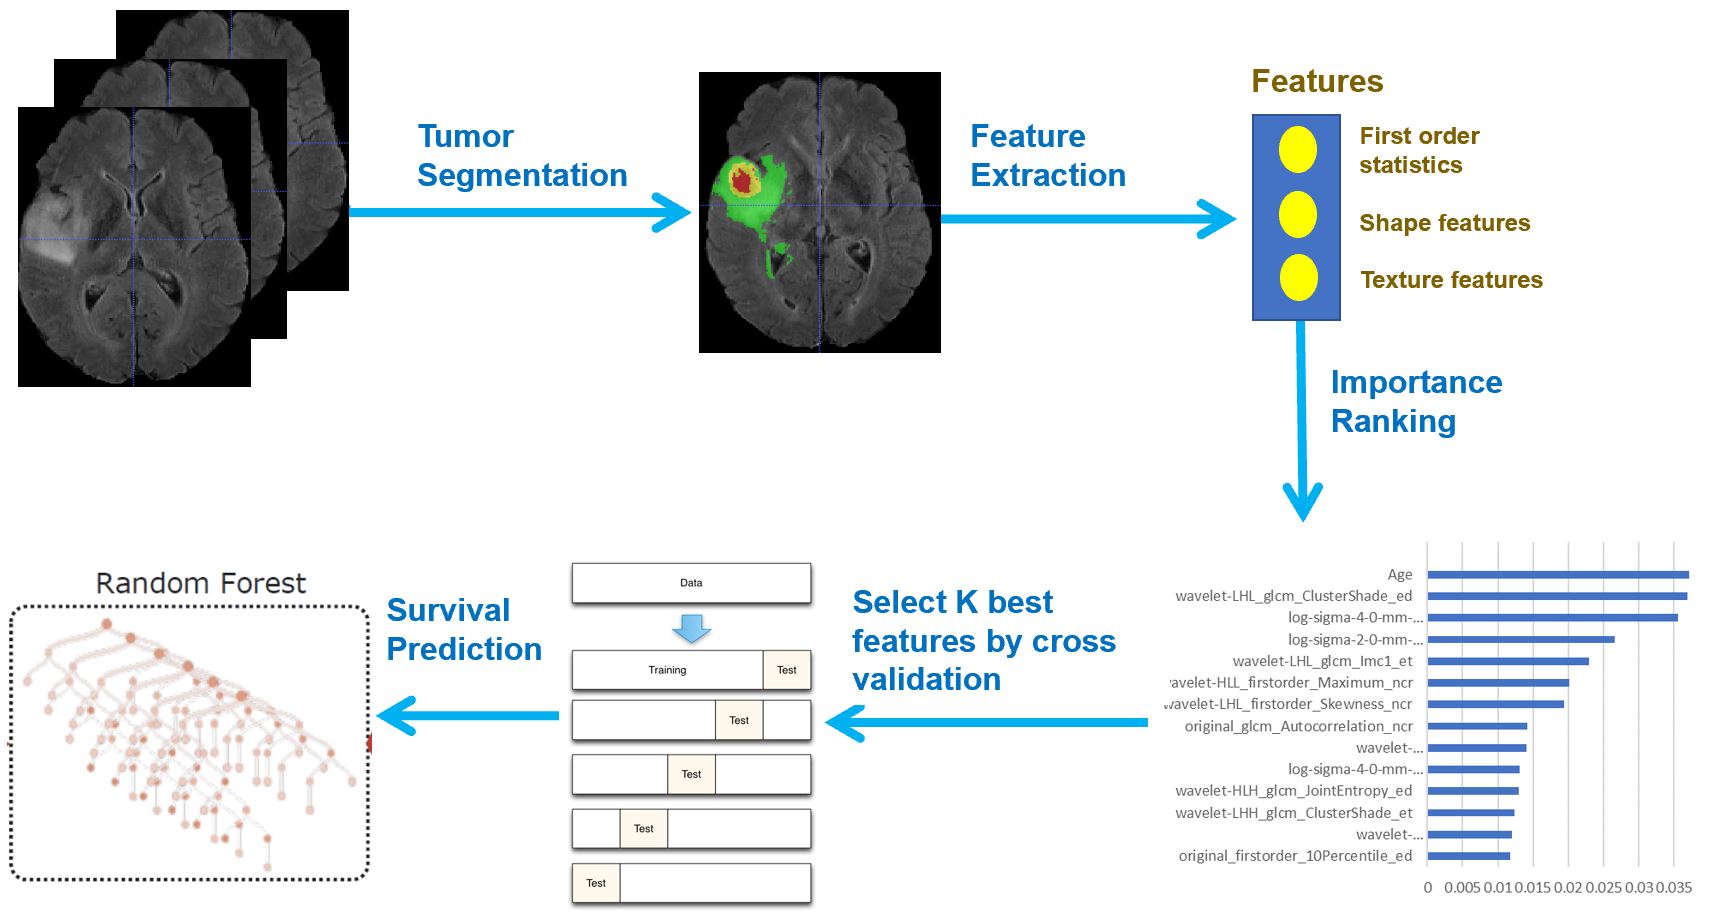 Tumor
Segmentation
Feature
Extraction
Features
First order
statistics
Shape features
Texture features
Importance
Ranking
Age
wavelet-LHL_glcm_ClusterShade_ed
log-sigma-4-0-mm-...
log-sigma-2-0-mm-...
wavelet-LHL_glcm_Imc1_et
wavelet-HLL_firstorder_Maximum_ncr
wavelet-LHL_firstorder_Skewness_ncr
original_glcm_Autocorrelation_ncr
wavelet-...
log-sigma-4-0-mm-...
wavelet-HLH_glcm_JointEntropy_ed
wavelet-LHH_glcm_ClusterShade_et
wavelet-...
original_firstorder_10Percentile_ed
0 0.005 0.01 0.015 0.02 0.025 0.03 0.035
Select K best
features by cross
validation
Data
Training Test
Test
Test
Test
Test
Survival
Prediction
Random Forest